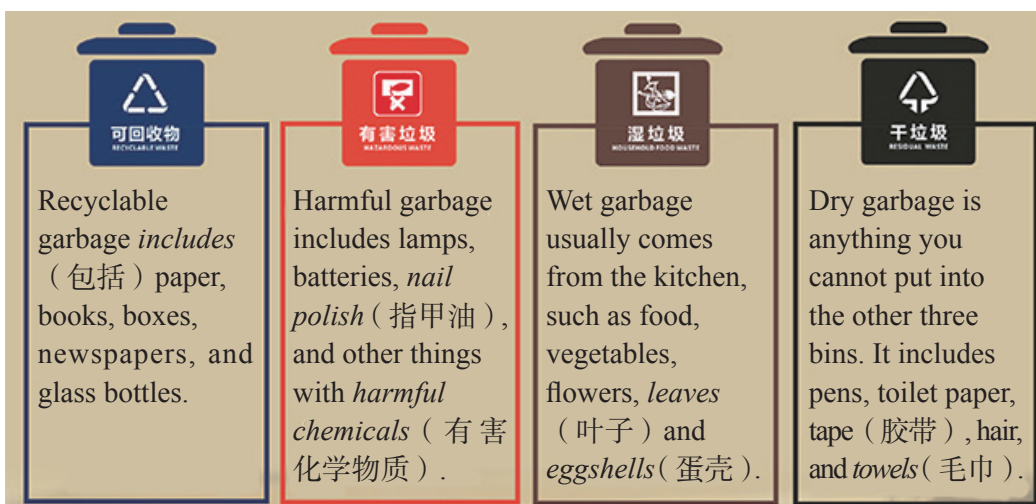 可回收物
RECYCLABLE WASTE
Recyclable
garbage includes
（包括）paper,
books, boxes,
newspapers, and
glass bottles.
有害垃圾
HAZARDOUS WASTE
Harmful garbage
includes lamps,
batteries, nail
polish（指甲油）,
and other things
with harmful
chemicals（有害
化学物质）.
湿垃圾
HOUSEHOLD FOOD WASTE
Wet garbage
usually comes
from the kitchen,
such as food,
vegetables,
flowers, leaves
（叶子）and
eggshells（蛋壳）.
干垃圾
RESIDUAL WASTE
Dry garbage is
anything you
cannot put into
the other three
bins. It includes
pens, toilet paper,
tape（胶带）, hair,
and towels（毛巾）.